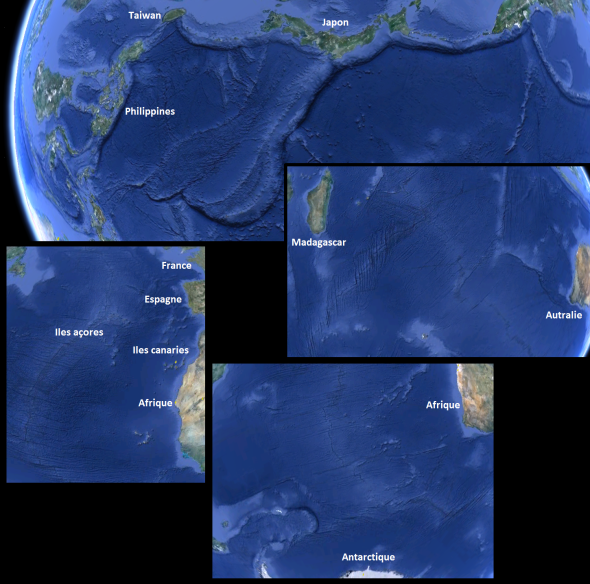 Taiwan
Japon
Philippines
Madagascar
Autralie
France
Espagne
Iles açores
Iles canaries
Afrique
Afrique
Antarctique